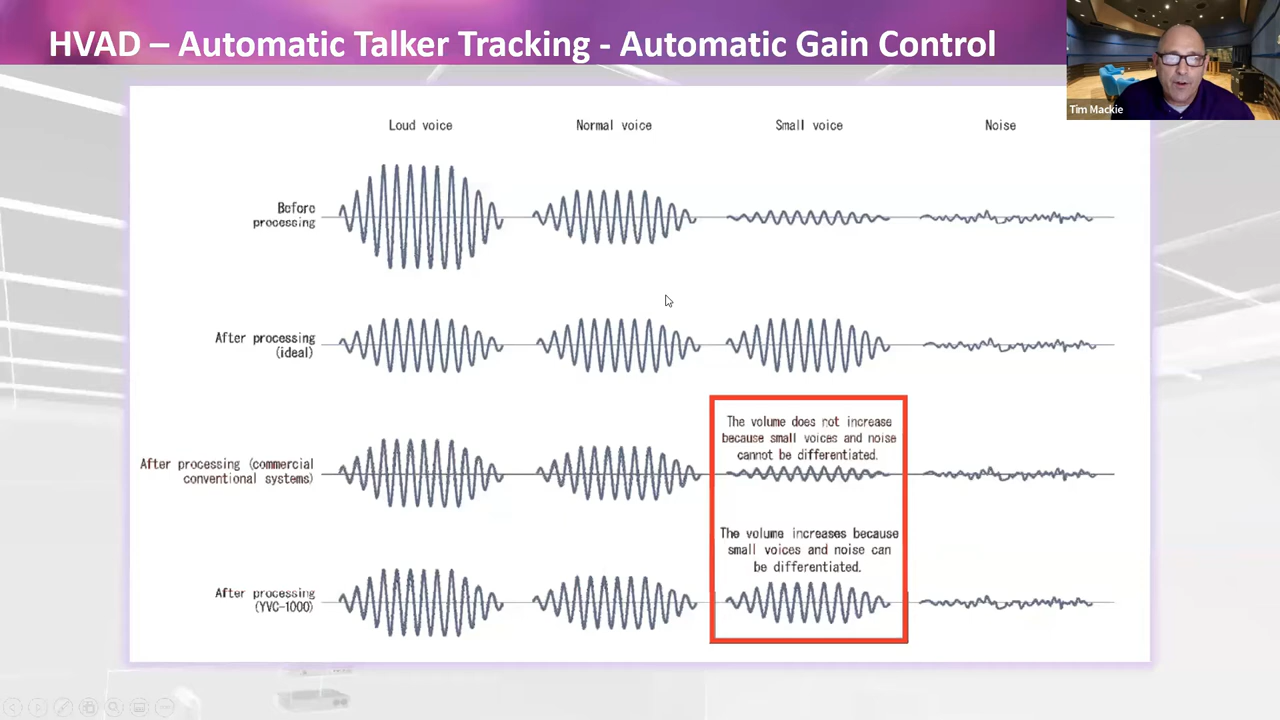 HVAD – Automatic Talker Tracking - Automatic Gain Control
Tim Mackie
Loud voice
Normal voice
Small voice
Noise
Before
processing
After processing
(ideal)
After processing (commercial
conventional systems)
The volume does not increase
because small voices and noise
cannot be differentiated.
After processing
(YVC-1000)
The volume increases because
small voices and noise can
be differentiated.